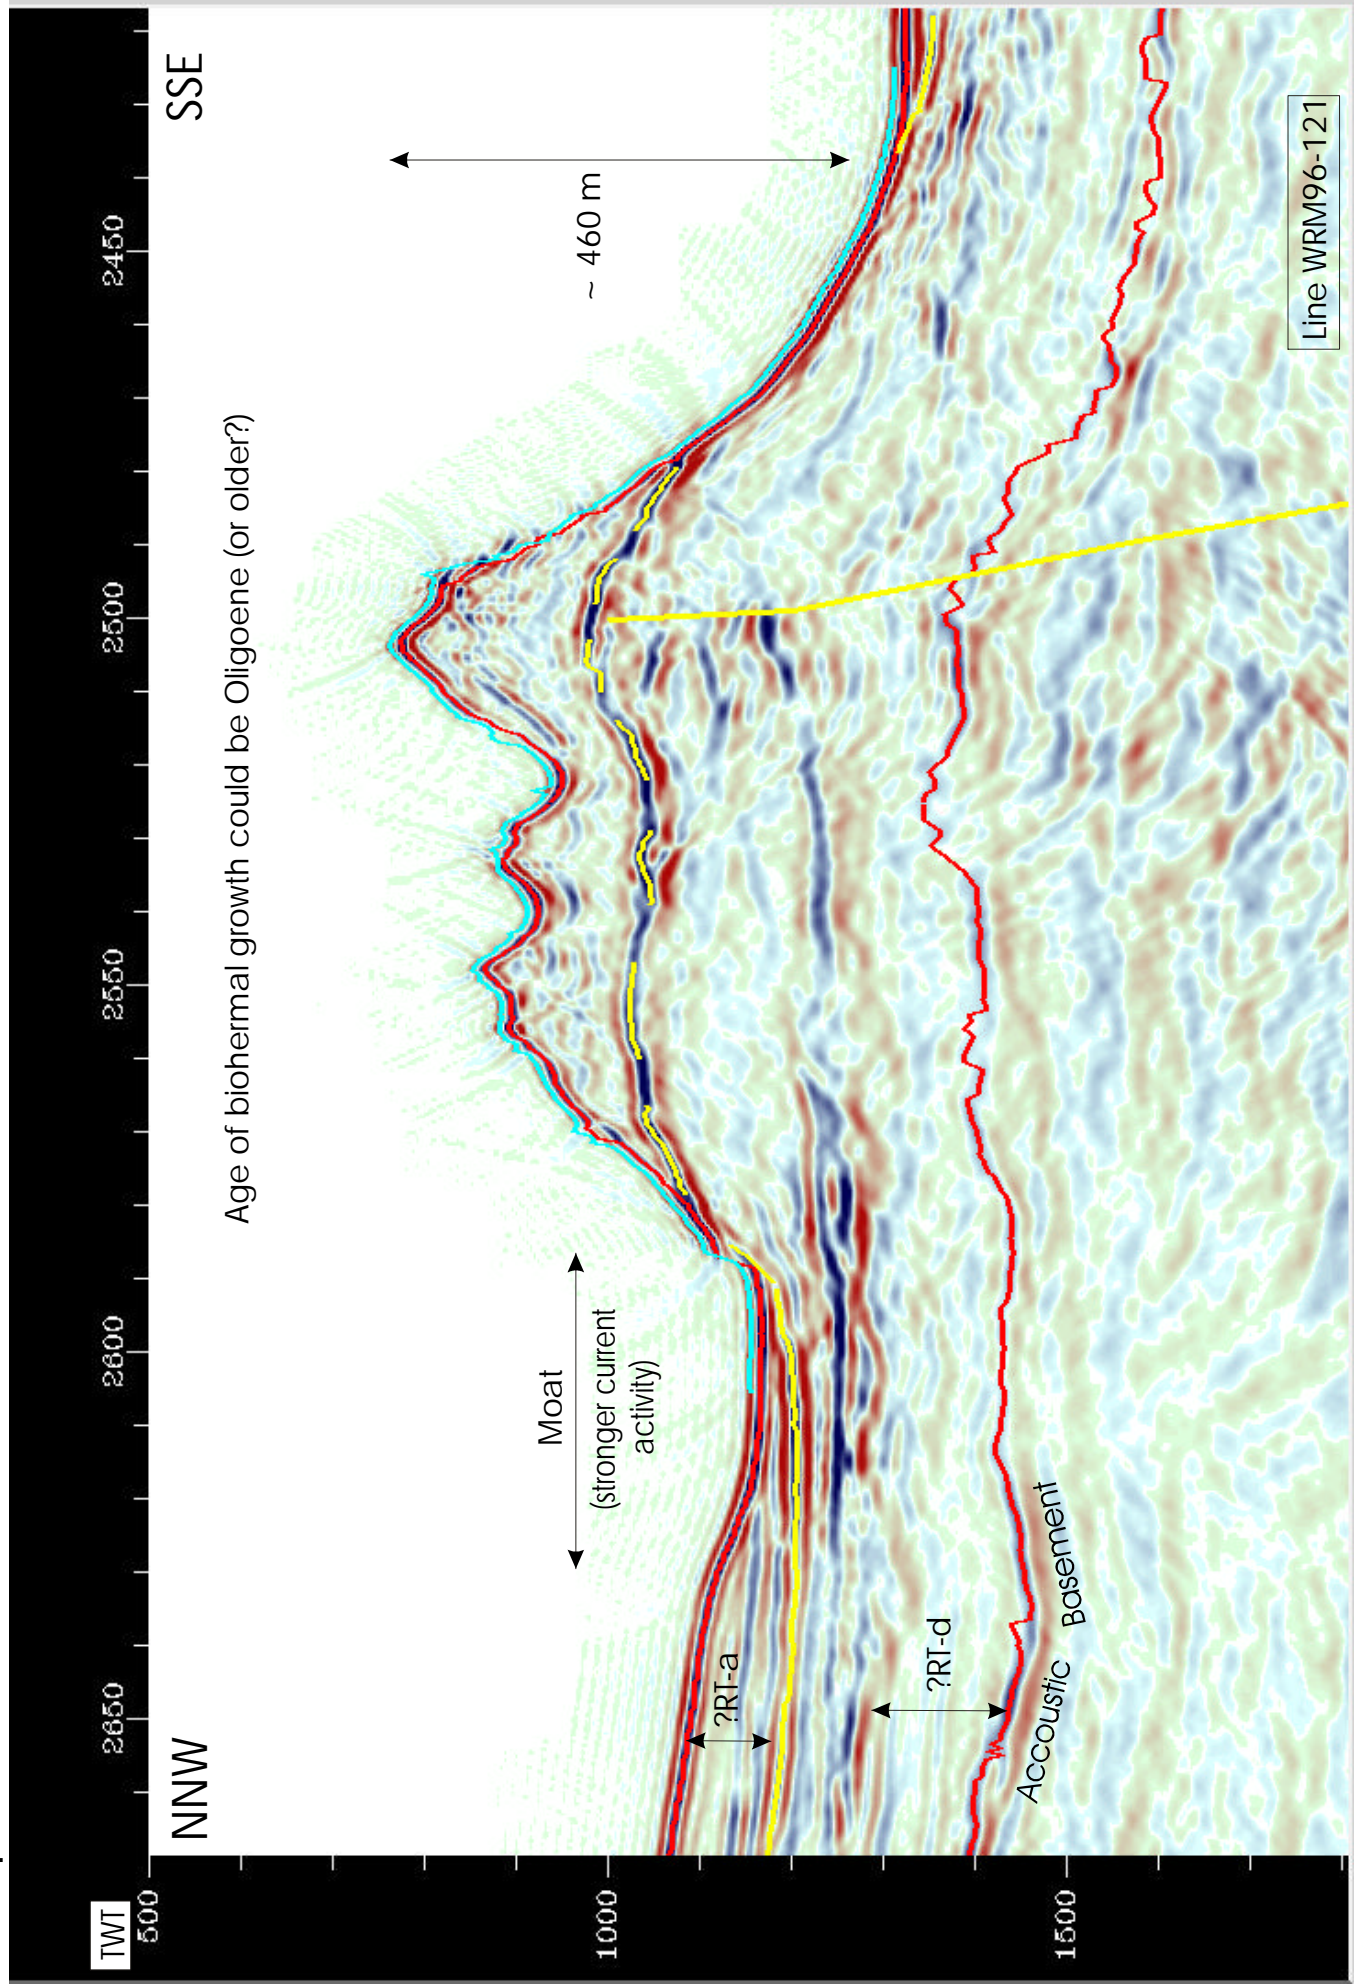 NNW
SSE
2650
2600
2550
2500
2450
TWT
500
1000
1500
Age of biohermal growth could be Oligoene (or older?)
~ 460 m
Moat
(stronger current
activity)
?RT-a
?RT-d
Accoustic Basement
Line WRM96-121